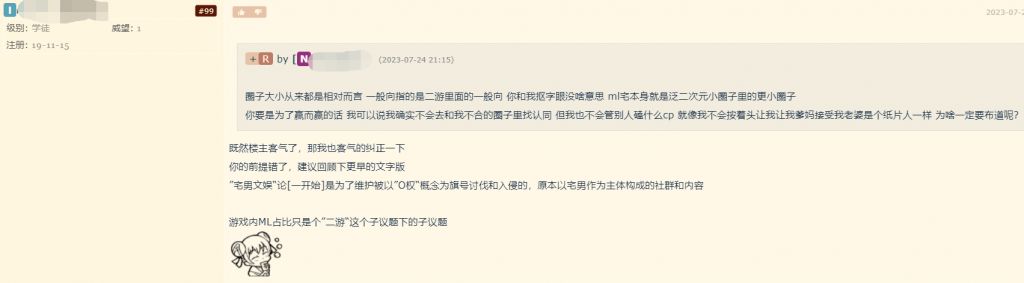 I
#99
2023-07-2
级别: 学徒
威望: 1
注册: 19-11-15
+ R by [N (2023-07-24 21:15)
圈子大小从来都是相对而言 一般向指的是二游里面的一般向 你和我抠字眼没啥意思 ml宅本身就是泛二次元小圈子里的更小圈子
你要是为了赢而赢的话 我可以说我确实不会去和我不合的圈子里找认同 但我也不会管别人磕什么cp 就像我不会按着头让我让我爹妈接受我老婆是个纸片人一样 为啥一定要布道呢?
既然楼主客气了，那我也客气的纠正一下
你的前提错了，建议回顾下更早的文字版
"宅男文娱"论[一开始]是为了维护被以"O权"概念为旗号讨伐和入侵的，原本以宅男作为主体构成的社群和内容
游戏内ML占比只是个"二游"这个子议题下的子议题